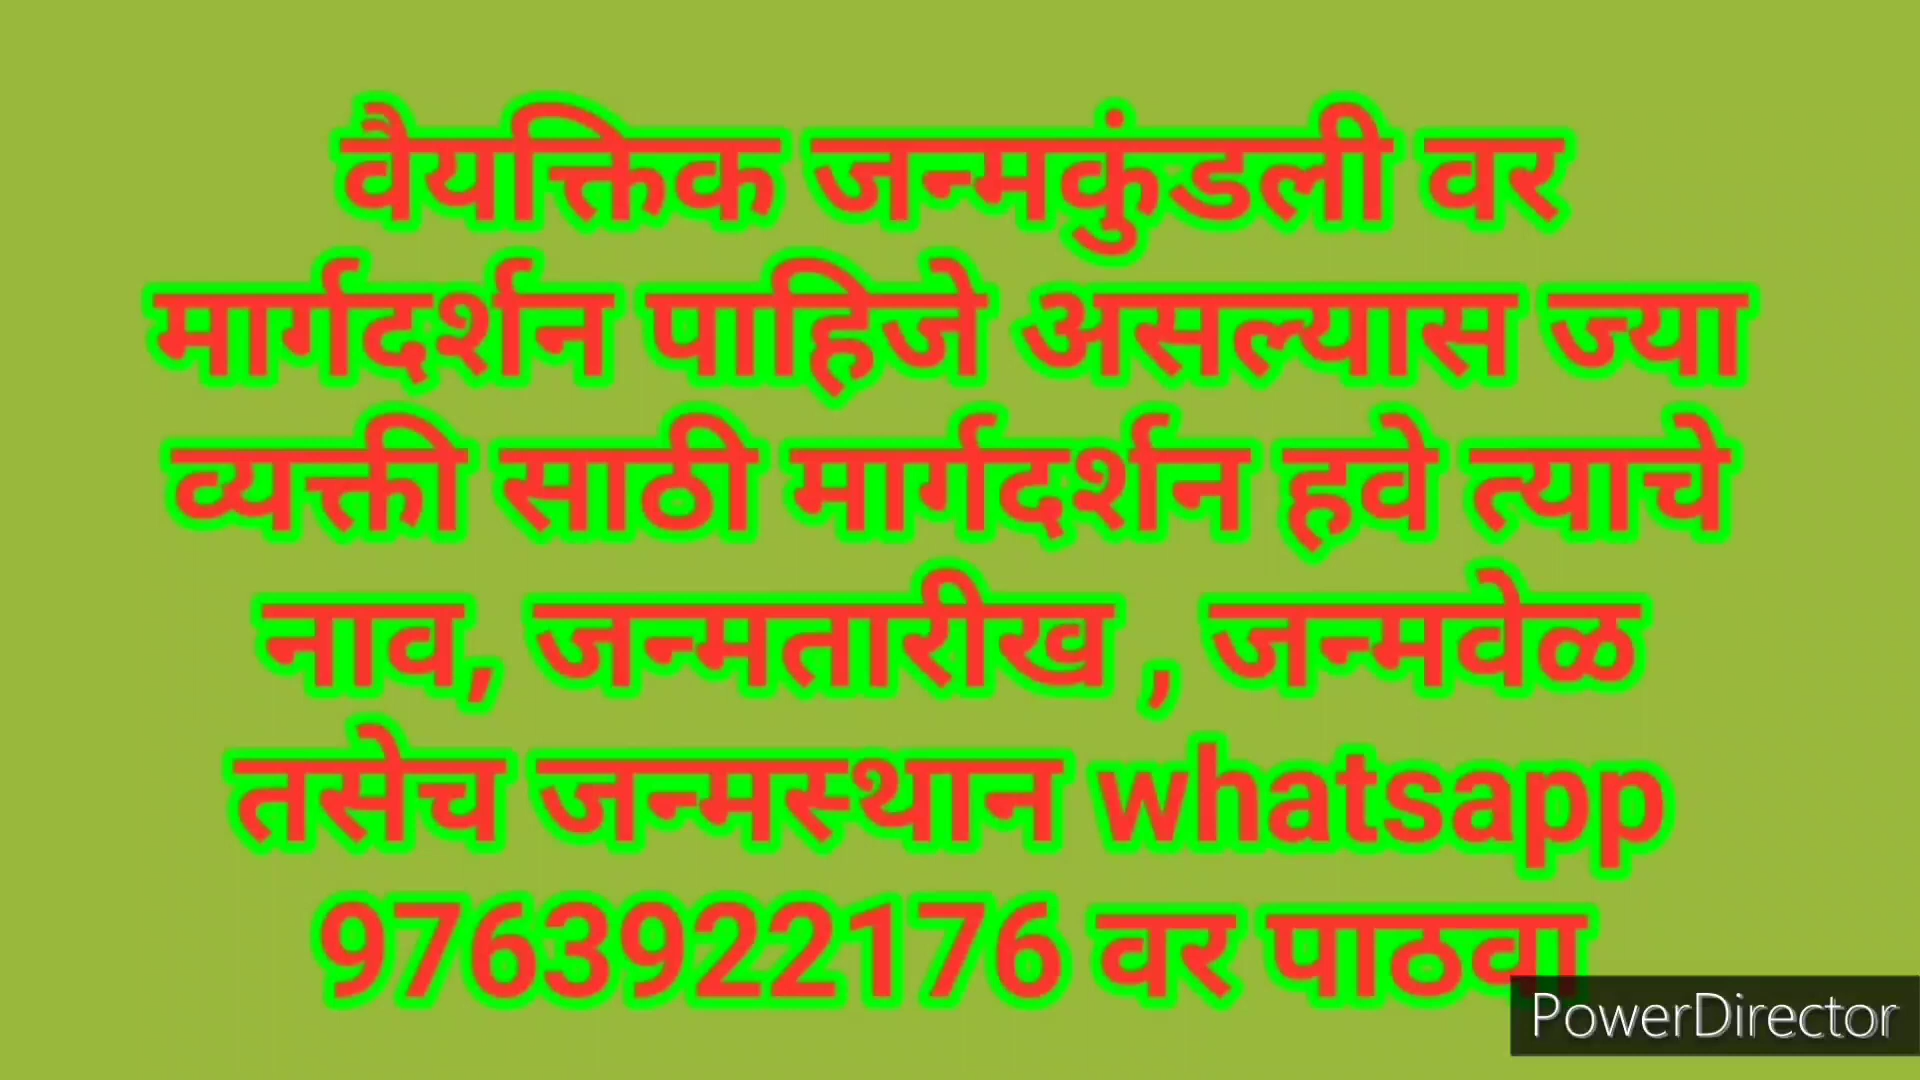 वैयक्तिक जन्मकुंडली वर
मार्गदर्शन पाहिजे असल्यास ज्या
व्यक्ती साठी मार्गदर्शन हवे त्याचे
नाव, जन्मतारीख , जन्मवेळ
तसेच जन्मस्थान whatsapp
9763922176 वर पाठवा
PowerDirector